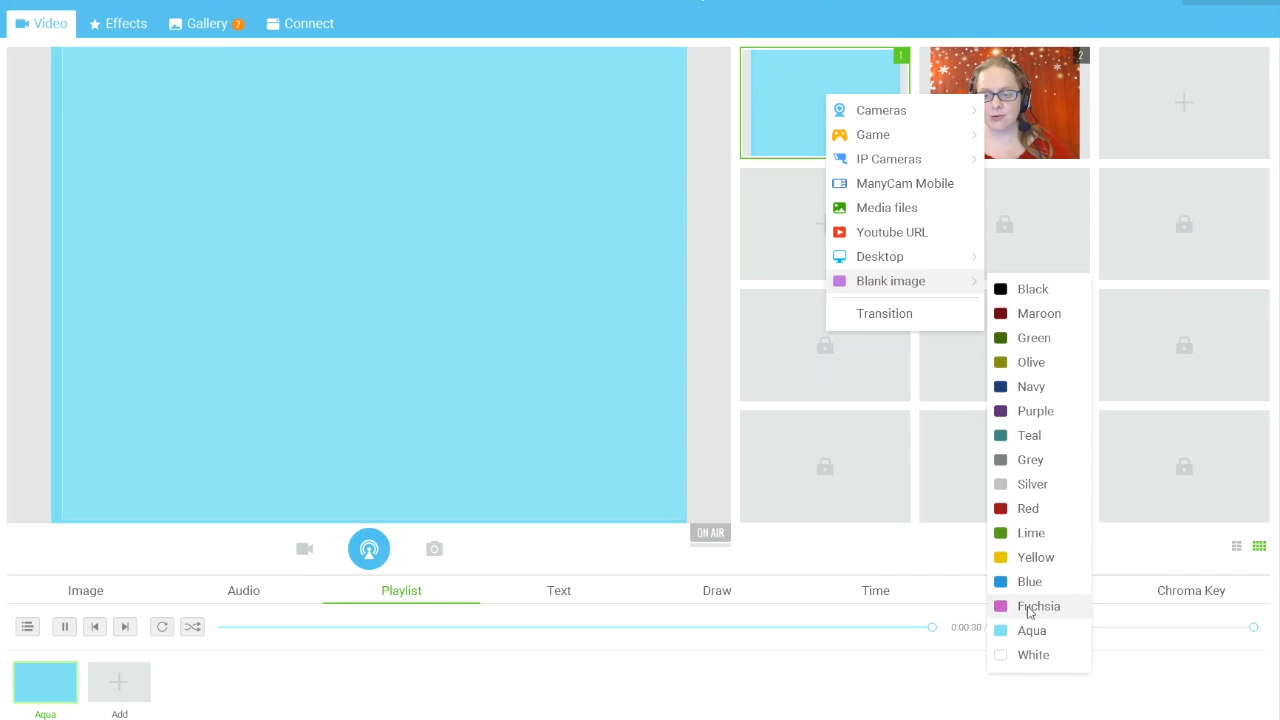 Video
Effects
Gallery 7
Connect
1
2
Cameras
Game
IP Cameras
ManyCam Mobile
Media files
Youtube URL
Desktop
Blank image
Transition
Black
Maroon
Green
Olive
Navy
Purple
Teal
Grey
Silver
Red
Lime
Yellow
Blue
Fuchsia
Aqua
White
ON AIR
Image Audio Playlist Text Draw Time Chroma Key
0:00:30 /
Aqua Add